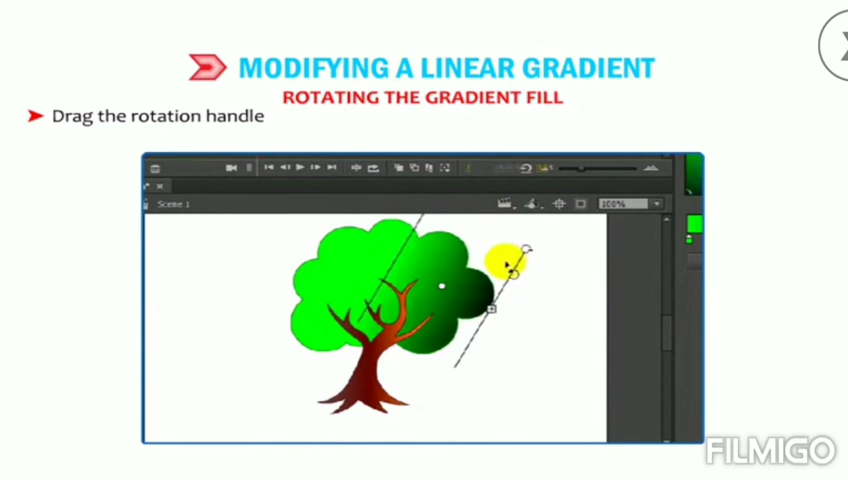 MODIFYING A LINEAR GRADIENT
ROTATING THE GRADIENT FILL
Drag the rotation handle
Scene 1
100%
FILMIGO